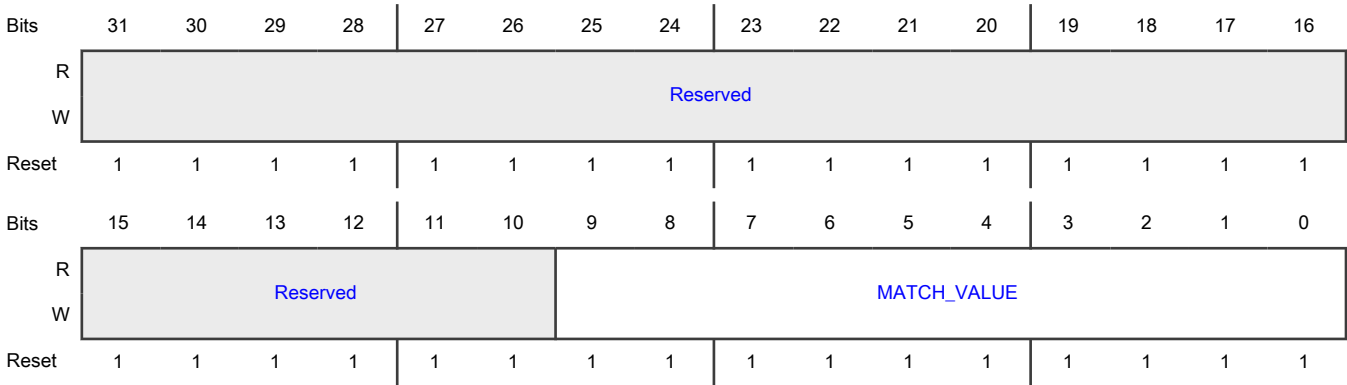 Bits 31 30 29 28 27 26 25 24 23 22 21 20 19 18 17 16
R
Reserved
W
Reset 1 1 1 1 1 1 1 1 1 1 1 1 1 1 1 1
Bits 15 14 13 12 11 10 9 8 7 6 5 4 3 2 1 0
R
Reserved MATCH_VALUE
W
Reset 1 1 1 1 1 1 1 1 1 1 1 1 1 1 1 1